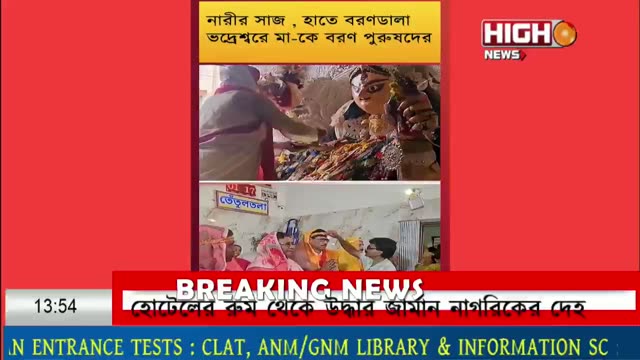 নারীর সাজ , হাতে বরণডালা
ভদ্রেশ্বরে মা-কে বরণ পুরুষদের
HIGH
NEWS
তেঁতুলতলা
BREAKING NEWS
13:54
হোটেলের রুম থেকে উদ্ধার জার্মান নাগরিকের দেহ
N ENTRANCE TESTS : CLAT, ANM/GNM LIBRARY & INFORMATION SC